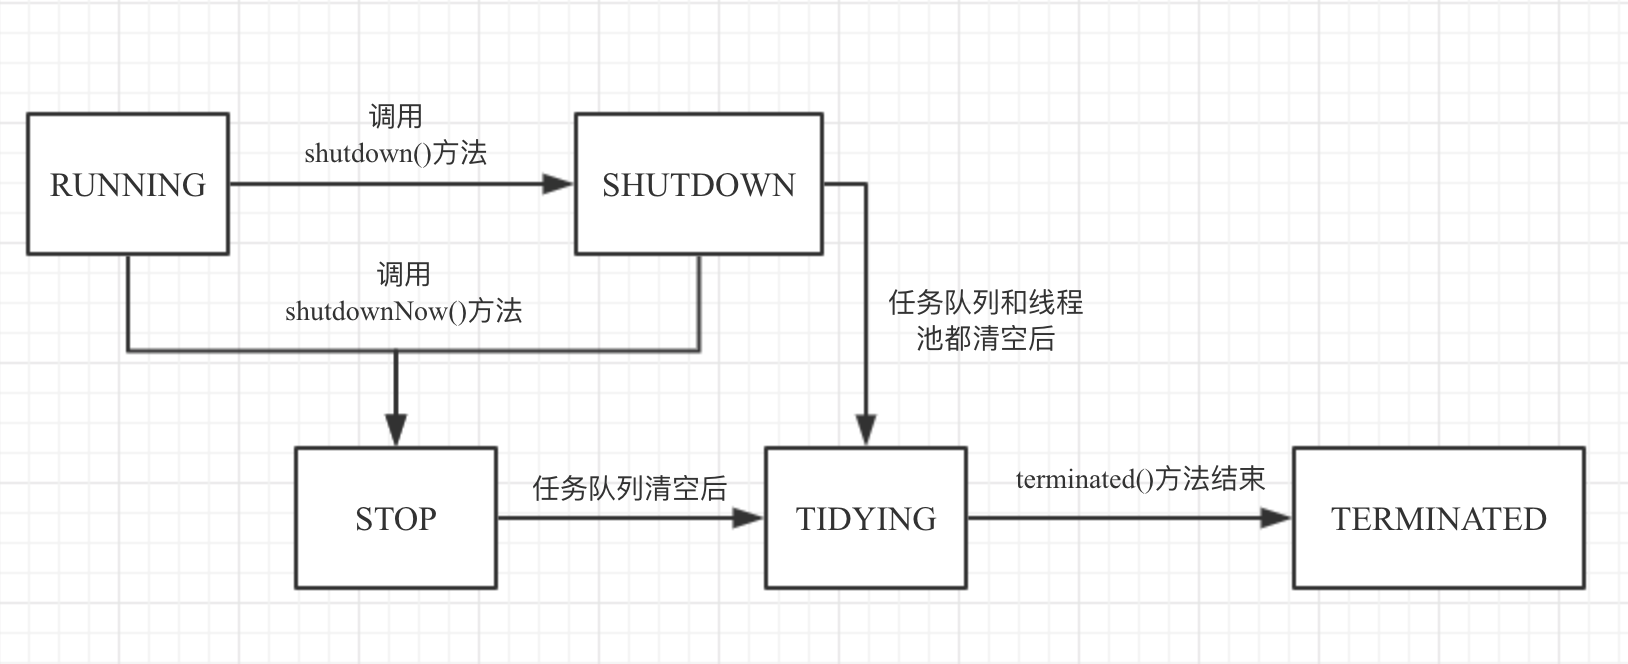 调用
shutdown()方法
RUNNING
SHUTDOWN
调用
shutdownNow()方法
任务队列和线程
池都清空后
STOP
任务队列清空后
TIDYING
terminated()方法结束
TERMINATED